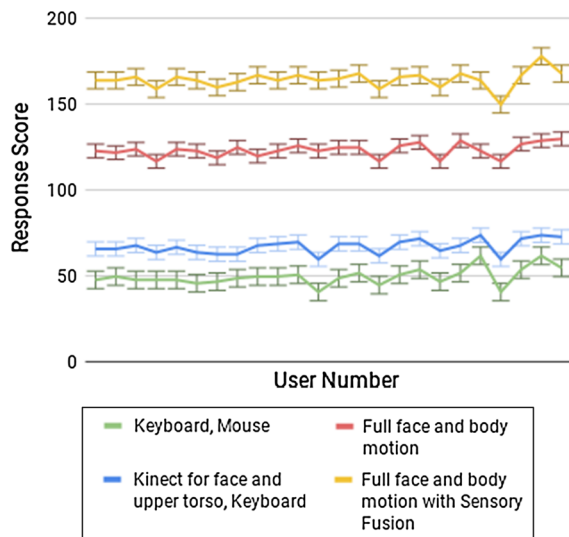 200
150
100
50
0
Response Score
User Number
Keyboard, Mouse
Full face and body
motion
Kinect for face and
upper torso, Keyboard
Full face and body
motion with Sensory
Fusion